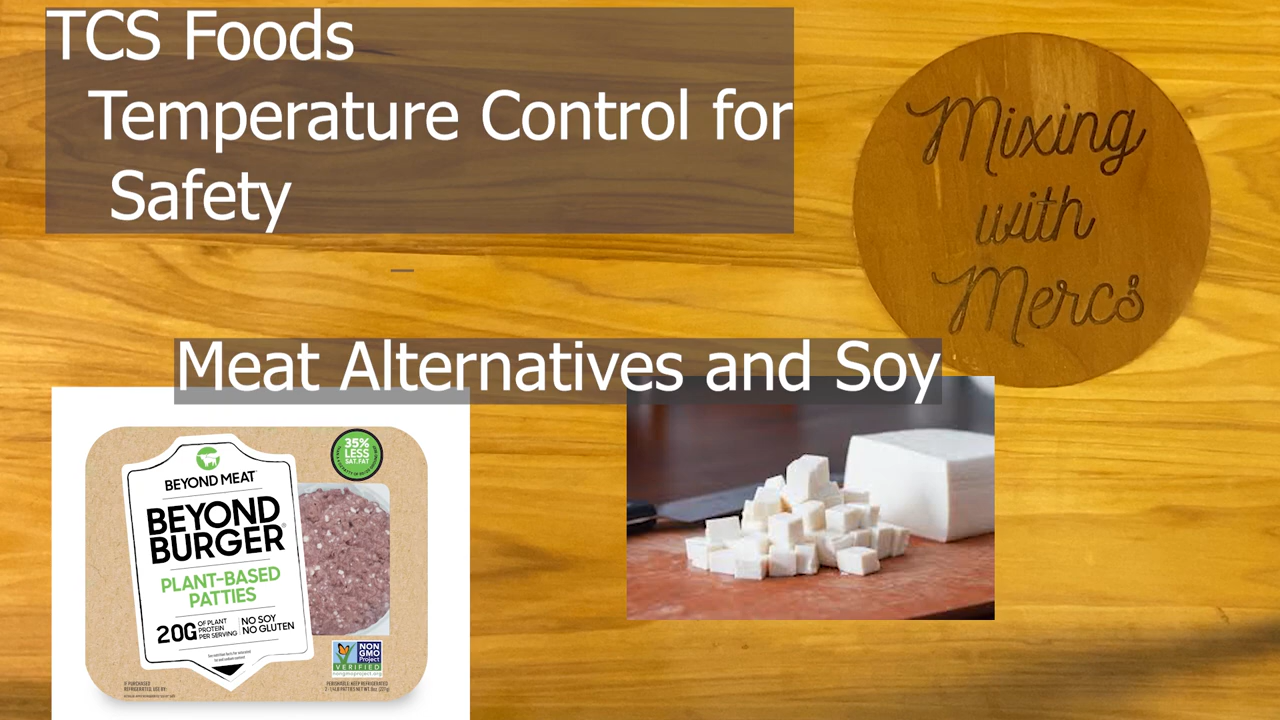 TCS Foods
Temperature Control for
Safety
Mixing
with
Mercs
Meat Alternatives and Soy
35%
LESS
SAT. FAT
BEYOND MEAT
BEYOND
BURGER
PLANT-BASED
PATTIES
20G OF PLANT PROTEIN PER SERVING
NO SOY
NO GLUTEN
NON
GMO
Project
VERIFIED
nongmoproject.org